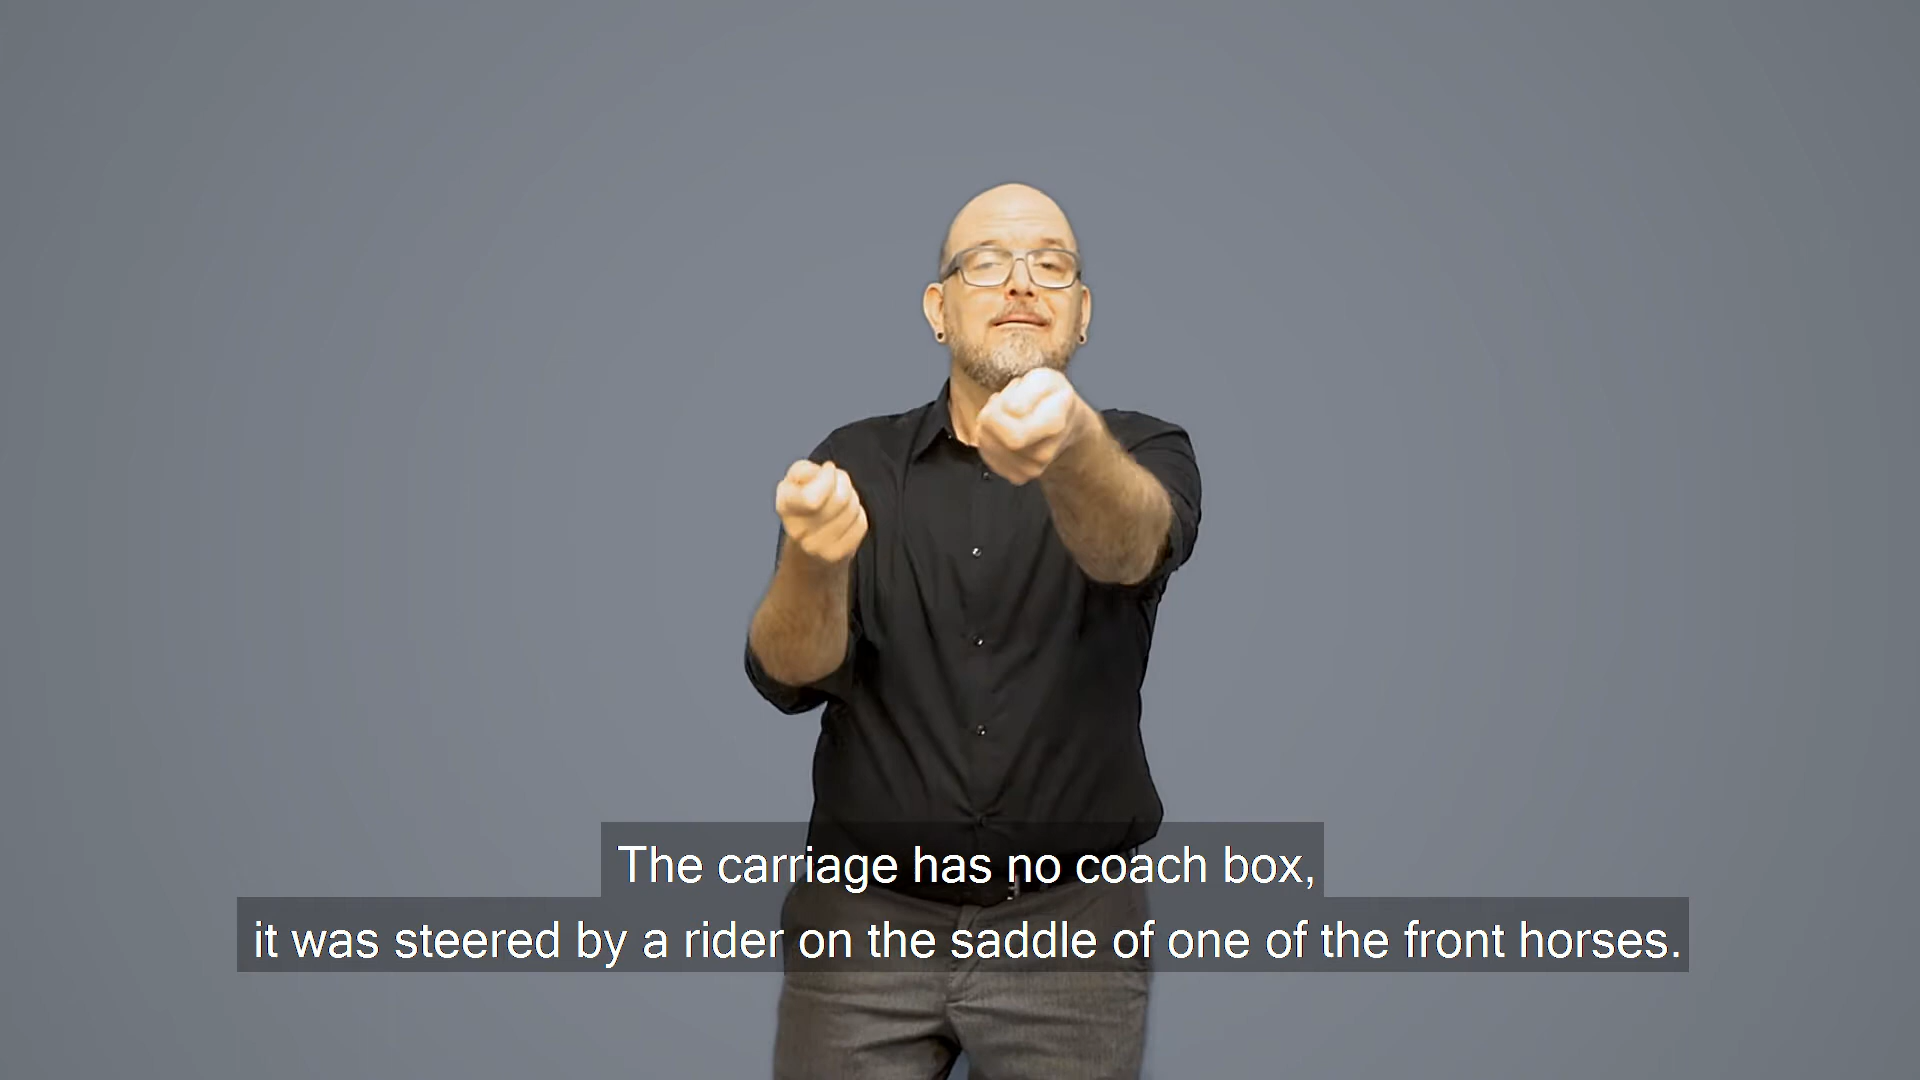 The carriage has no coach box,
it was steered by a rider on the saddle of one of the front horses.